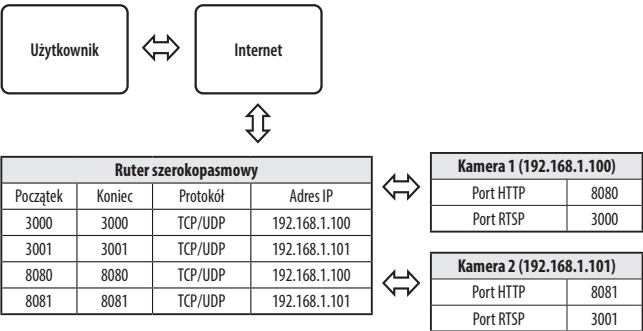 Użytkownik
Internet
Ruter szerokopasmowy
Początek Koniec Protokół Adres IP
3000 3000 TCP/UDP 192.168.1.100
3001 3001 TCP/UDP 192.168.1.101
8080 8080 TCP/UDP 192.168.1.100
8081 8081 TCP/UDP 192.168.1.101
Kamera 1 (192.168.1.100)
Port HTTP 8080
Port RTSP 3000
Kamera 2 (192.168.1.101)
Port HTTP 8081
Port RTSP 3001